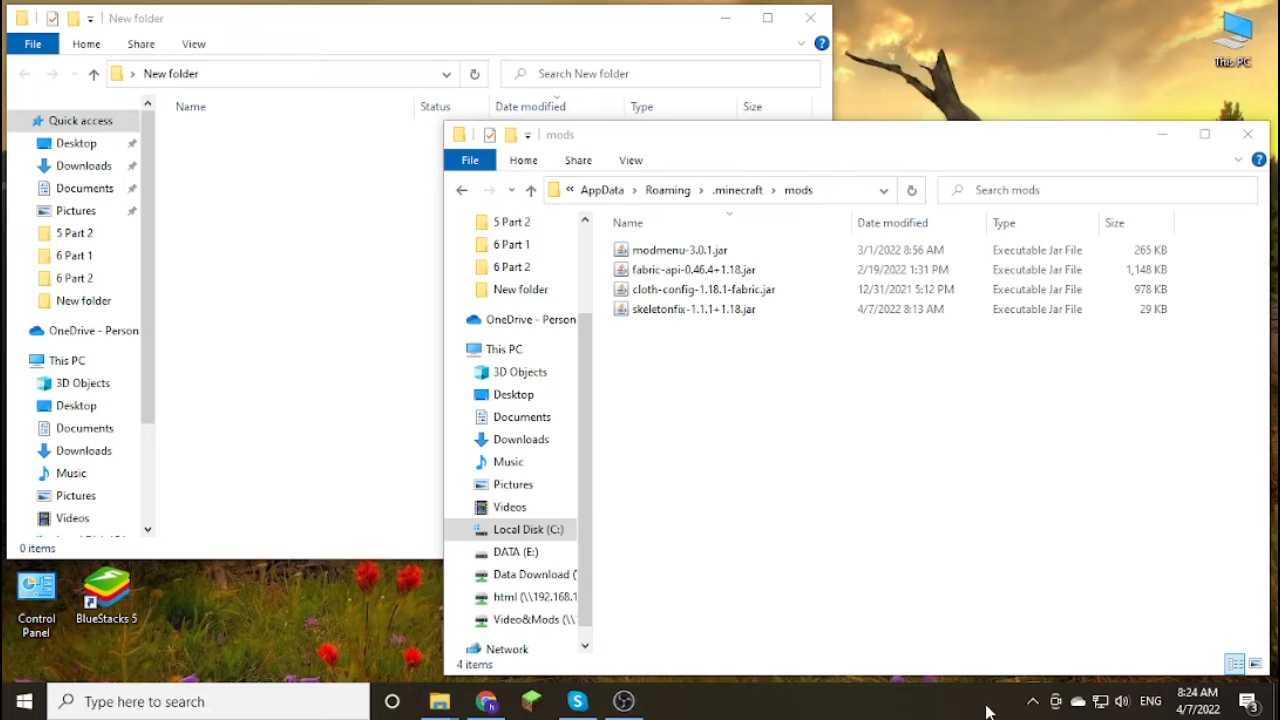 New folder
File Home Share View
New folder
Search New folder
Name Status Date modified Type Size
Quick access
Desktop
Downloads
Documents
Pictures
5 Part 2
6 Part 1
6 Part 2
New folder
OneDrive - Person
This PC
3D Objects
Desktop
Documents
Downloads
Music
Pictures
Videos
0 items
mods
File Home Share View
« AppData › Roaming › .minecraft › mods
Search mods
5 Part 2
6 Part 1
6 Part 2
New folder
OneDrive - Person
This PC
3D Objects
Desktop
Documents
Downloads
Music
Pictures
Videos
Local Disk (C:)
DATA (E:)
Data Download (
html (\\192.168.1
Video&Mods (\\
Network
4 items
Name Date modified Type Size
modmenu-3.0.1.jar 3/1/2022 8:56 AM Executable Jar File 265 KB
fabric-api-0.46.4+1.18.jar 2/19/2022 1:31 PM Executable Jar File 1,148 KB
cloth-config-1.18.1-fabric.jar 12/31/2021 5:12 PM Executable Jar File 978 KB
skeletonfix-1.1.1+1.18.jar 4/7/2022 8:13 AM Executable Jar File 29 KB
This PC
Control
Panel
BlueStacks 5
Type here to search
ENG
8:24 AM
4/7/2022
3